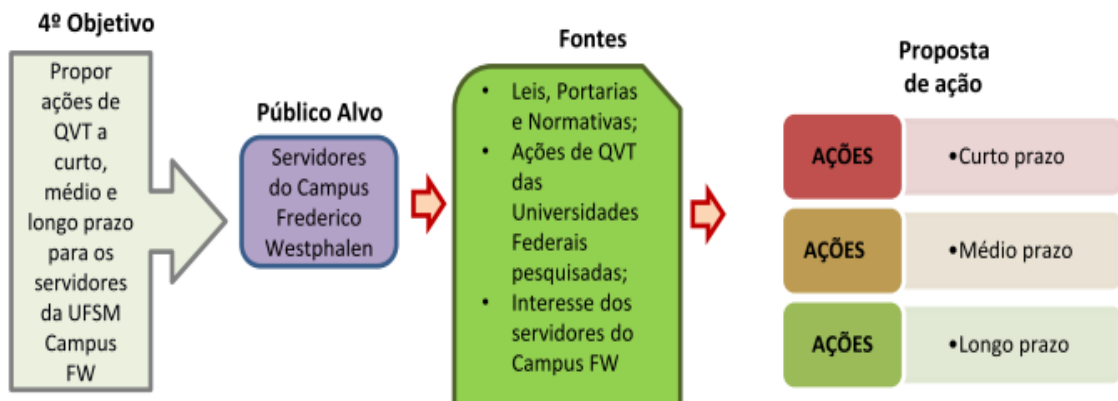 4º Objetivo
Propor
ações de
QVT a
curto,
médio e
longo prazo
para os
servidores
da UFSM
Campus
FW
Público Alvo
Servidores
do Campus
Frederico
Westphalen
Fontes
• Leis, Portarias
e Normativas;
• Ações de QVT
das
Universidades
Federais
pesquisadas;
• Interesse dos
servidores do
Campus FW
Proposta
de ação
AÇÕES •Curto prazo
AÇÕES •Médio prazo
AÇÕES •Longo prazo